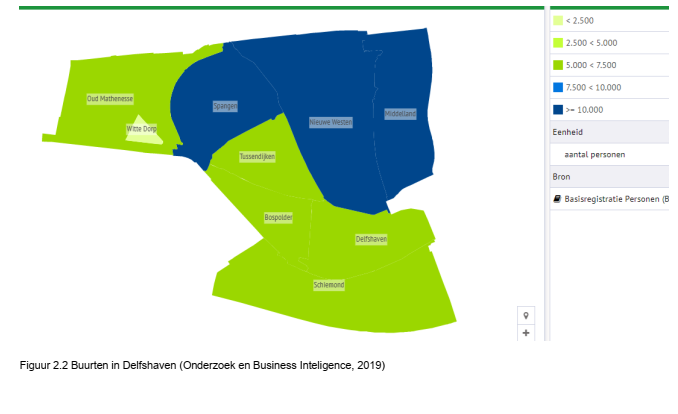 < 2.500
2.500 < 5.000
5.000 < 7.500
7.500 < 10.000
>= 10.000
Eenheid
aantal personen
Bron
Basisregistratie Personen (B
Oud Mathenesse
Witte Dorp
Spangen
Nieuwe Westen
Middelland
Tussendijken
Bospolder
Delfshaven
Schiemond
+
Figuur 2.2 Buurten in Delfshaven (Onderzoek en Business Inteligence, 2019)